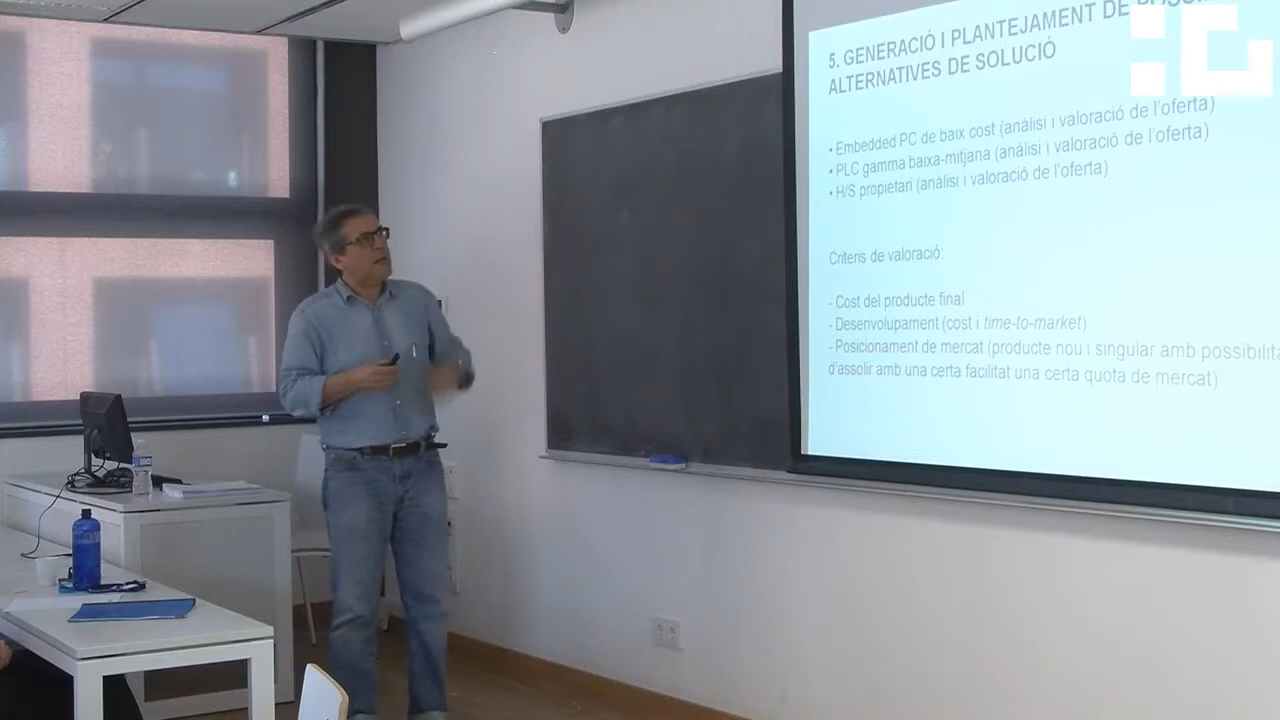 5. GENERACIÓ I PLANTEJAMENT DE
ALTERNATIVES DE SOLUCIÓ
• Embedded PC de baix cost (anàlisi i valoració de l'oferta)
• PLC gamma baixa-mitjana (anàlisi i valoració de l'oferta)
• H/S propietari (anàlisi i valoració de l'oferta)
Criteris de valoració:
- Cost del producte final
- Desenvolupament (cost i time-to-market)
- Posicionament de mercat (producte nou i singular amb possibilita
d'assolir amb una certa facilitat una certa quota de mercat)